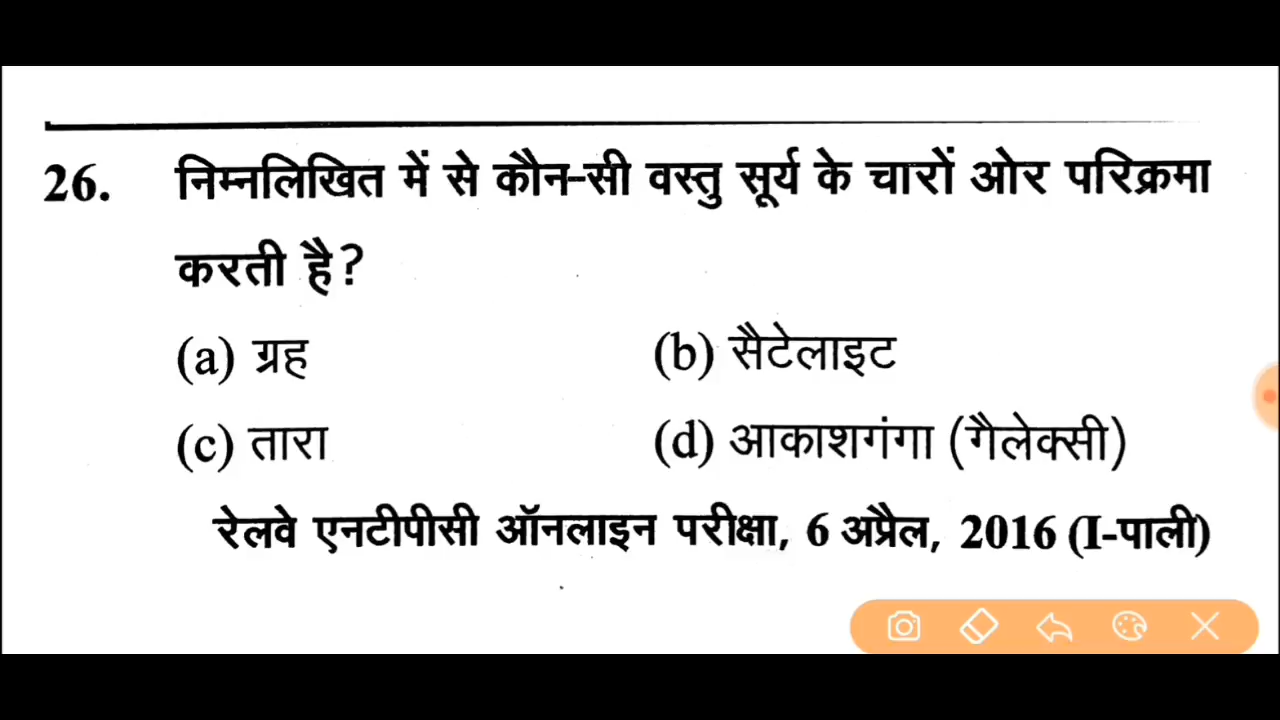 26. निम्नलिखित में से कौन-सी वस्तु सूर्य के चारों ओर परिक्रमा
करती है?
(a) ग्रह (b) सैटेलाइट
(c) तारा (d) आकाशगंगा (गैलेक्सी)
रेलवे एनटीपीसी ऑनलाइन परीक्षा, 6 अप्रैल, 2016 (I-पाली)